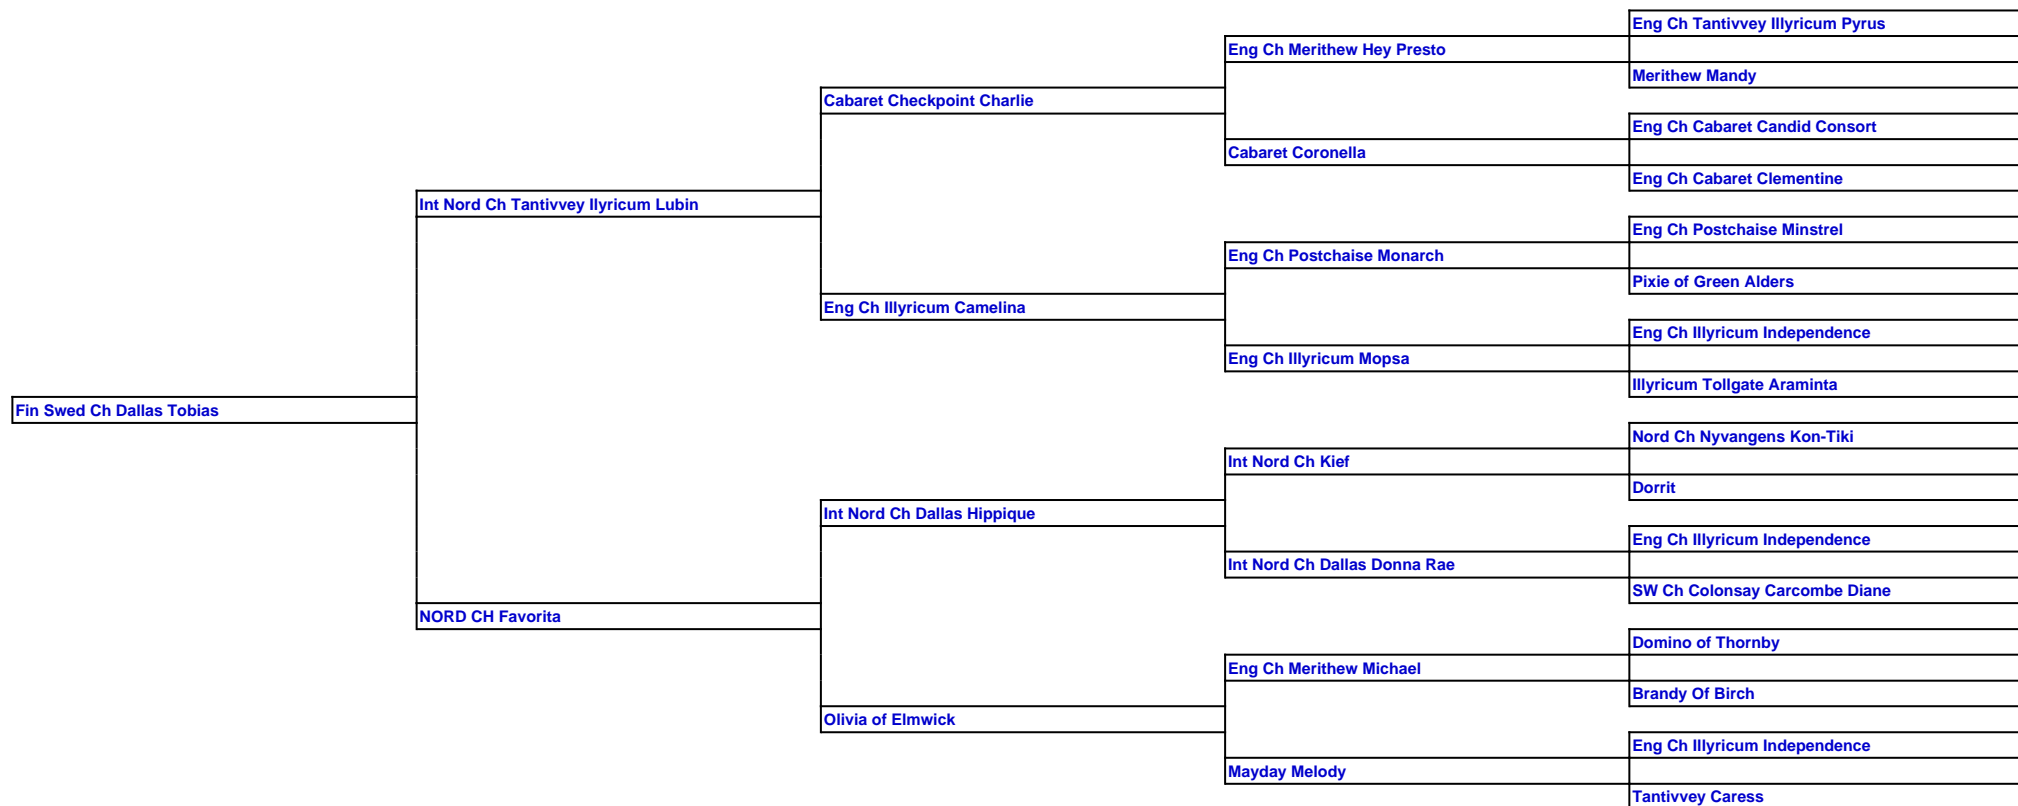 Eng Ch Tantivvey Illyricum Pyrus
Eng Ch Merithew Hey Presto
Merithew Mandy
Cabaret Checkpoint Charlie
Eng Ch Cabaret Candid Consort
Cabaret Coronella
Eng Ch Cabaret Clementine
Int Nord Ch Tantivvey Ilyricum Lubin
Eng Ch Postchaise Minstrel
Eng Ch Postchaise Monarch
Pixie of Green Alders
Eng Ch Illyricum Camelina
Eng Ch Illyricum Independence
Eng Ch Illyricum Mopsa
Illyricum Tollgate Araminta
Fin Swed Ch Dallas Tobias
Nord Ch Nyvangens Kon-Tiki
Int Nord Ch Kief
Dorrit
Int Nord Ch Dallas Hippique
Eng Ch Illyricum Independence
Int Nord Ch Dallas Donna Rae
SW Ch Colonsay Carcombe Diane
NORD CH Favorita
Domino of Thornby
Eng Ch Merithew Michael
Brandy Of Birch
Olivia of Elmwick
Eng Ch Illyricum Independence
Mayday Melody
Tantivvey Caress